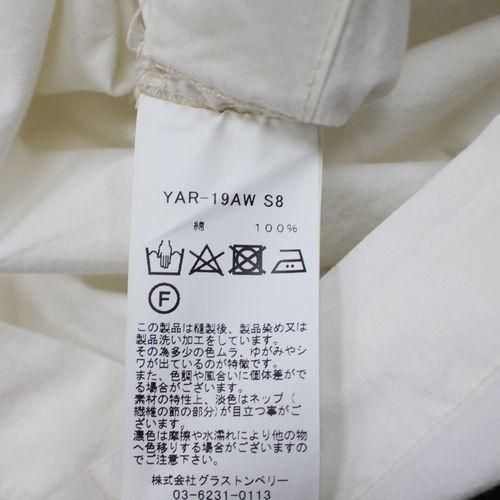 YAR-19AW S8
綿 100%
F
この製品は縫製後、製品染め又は
製品洗い加工をしています。
その為多少の色ムラ、ゆがみやシ
ワが出ているのが特徴です。
また、色調や風合いに個体差がで
る場合がございます。
素材の特性上、淡色はネップ（
繊維の節の部分）が目立つ事がご
ざいます。
濃色は摩擦や水濡れにより他の物
へ色移りする場合がございますの
でご注意下さい。
株式会社グラストンベリー
03-6231-0113